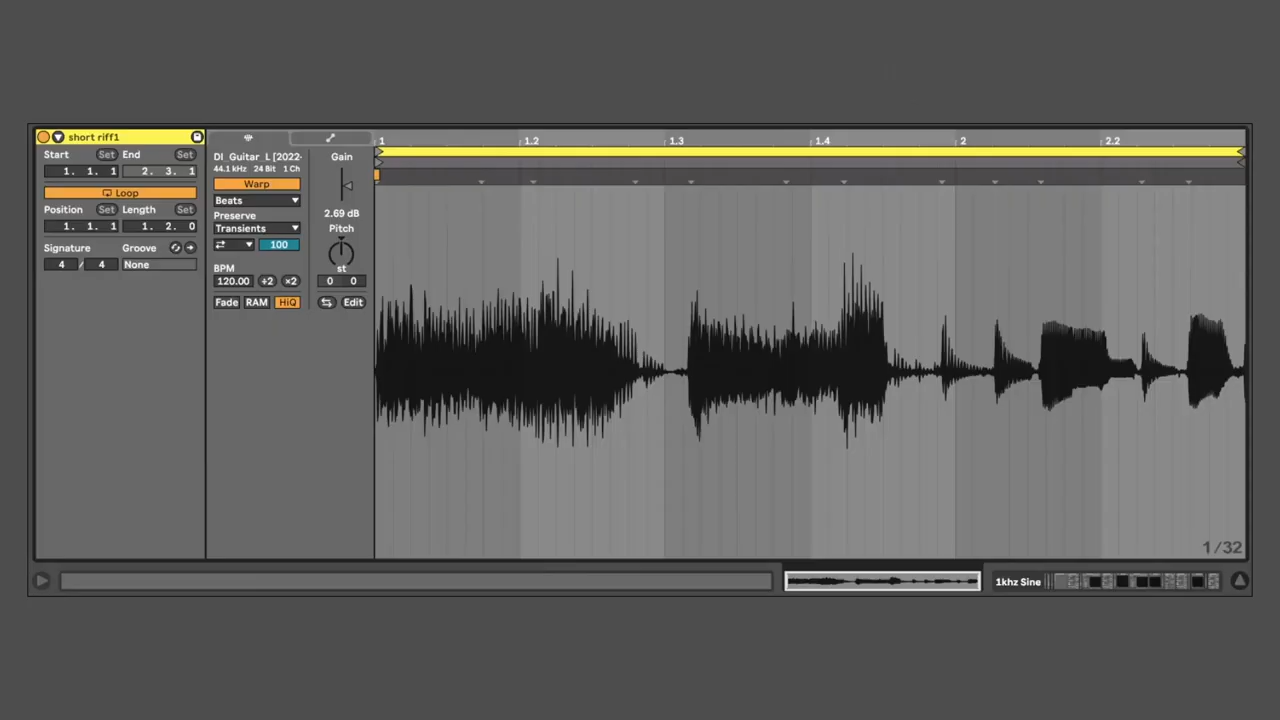 short riff1
Start Set End Set
1. 1. 1 2. 3. 1
Loop
Position Set Length Set
1. 1. 1 1. 2. 0
Signature Groove
4 / 4 None
DI_Guitar_L [2022-
44.1 kHz 24 Bit 1 Ch
Warp
Beats
Preserve
Transients
100
BPM
120.00 ÷2 ×2
Fade RAM HiQ
Gain
2.69 dB
Pitch
st
0 0
Edit
1 1.2 1.3 1.4 2 2.2
1/32
1khz Sine